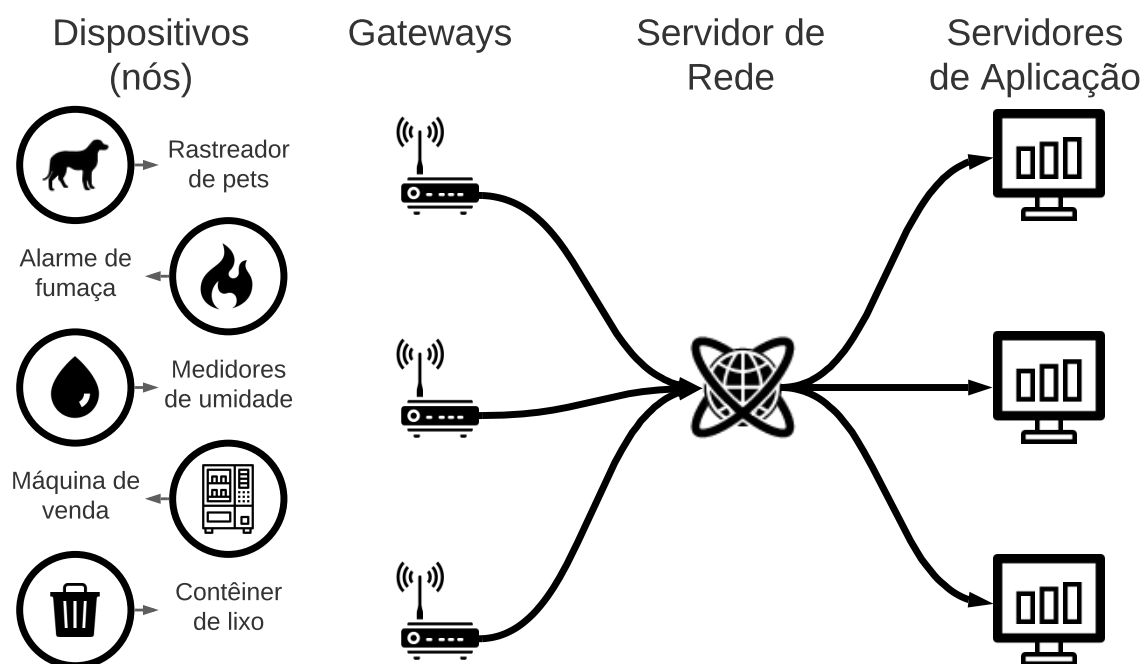 Dispositivos
(nós)
Gateways
Servidor de
Rede
Servidores
de Aplicação
Rastreador
de pets
Alarme de
fumaça
Medidores
de umidade
Máquina de
venda
Contêiner
de lixo